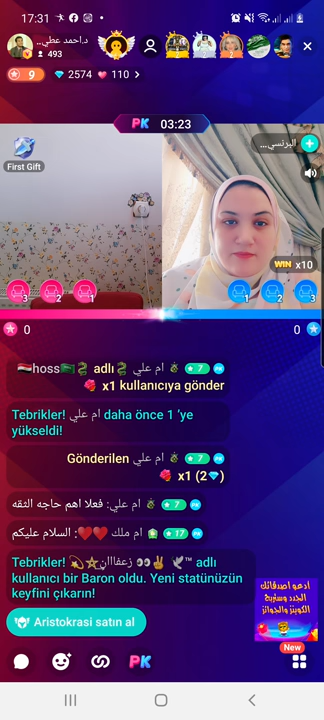 17:31
د.احمد عطي..
493
9
2574
110
PK 03:23
First Gift
البرنسي...
WIN x10
3 2 1
1 2 3
0
0
7 ام علي adlı hoss
x1 kullanıcıya gönder
Tebrikler! ام علي daha önce 1 'ye
yükseldi!
7 ام علي Gönderilen
x1 (2💎)
7 ام علي: فعلا اهم حاجه الثقه
17 ام ملك ❤️❤️: السلام عليكم
Tebrikler! زعفااان 👀✌️ 🕊™ adlı
kullanıcı bir Baron oldu. Yeni statünüzün
keyfini çıkarın!
Aristokrasi satın al
ادعو اصدقائك
الجدد وستربح
الكوينز والجوائز
New
PK